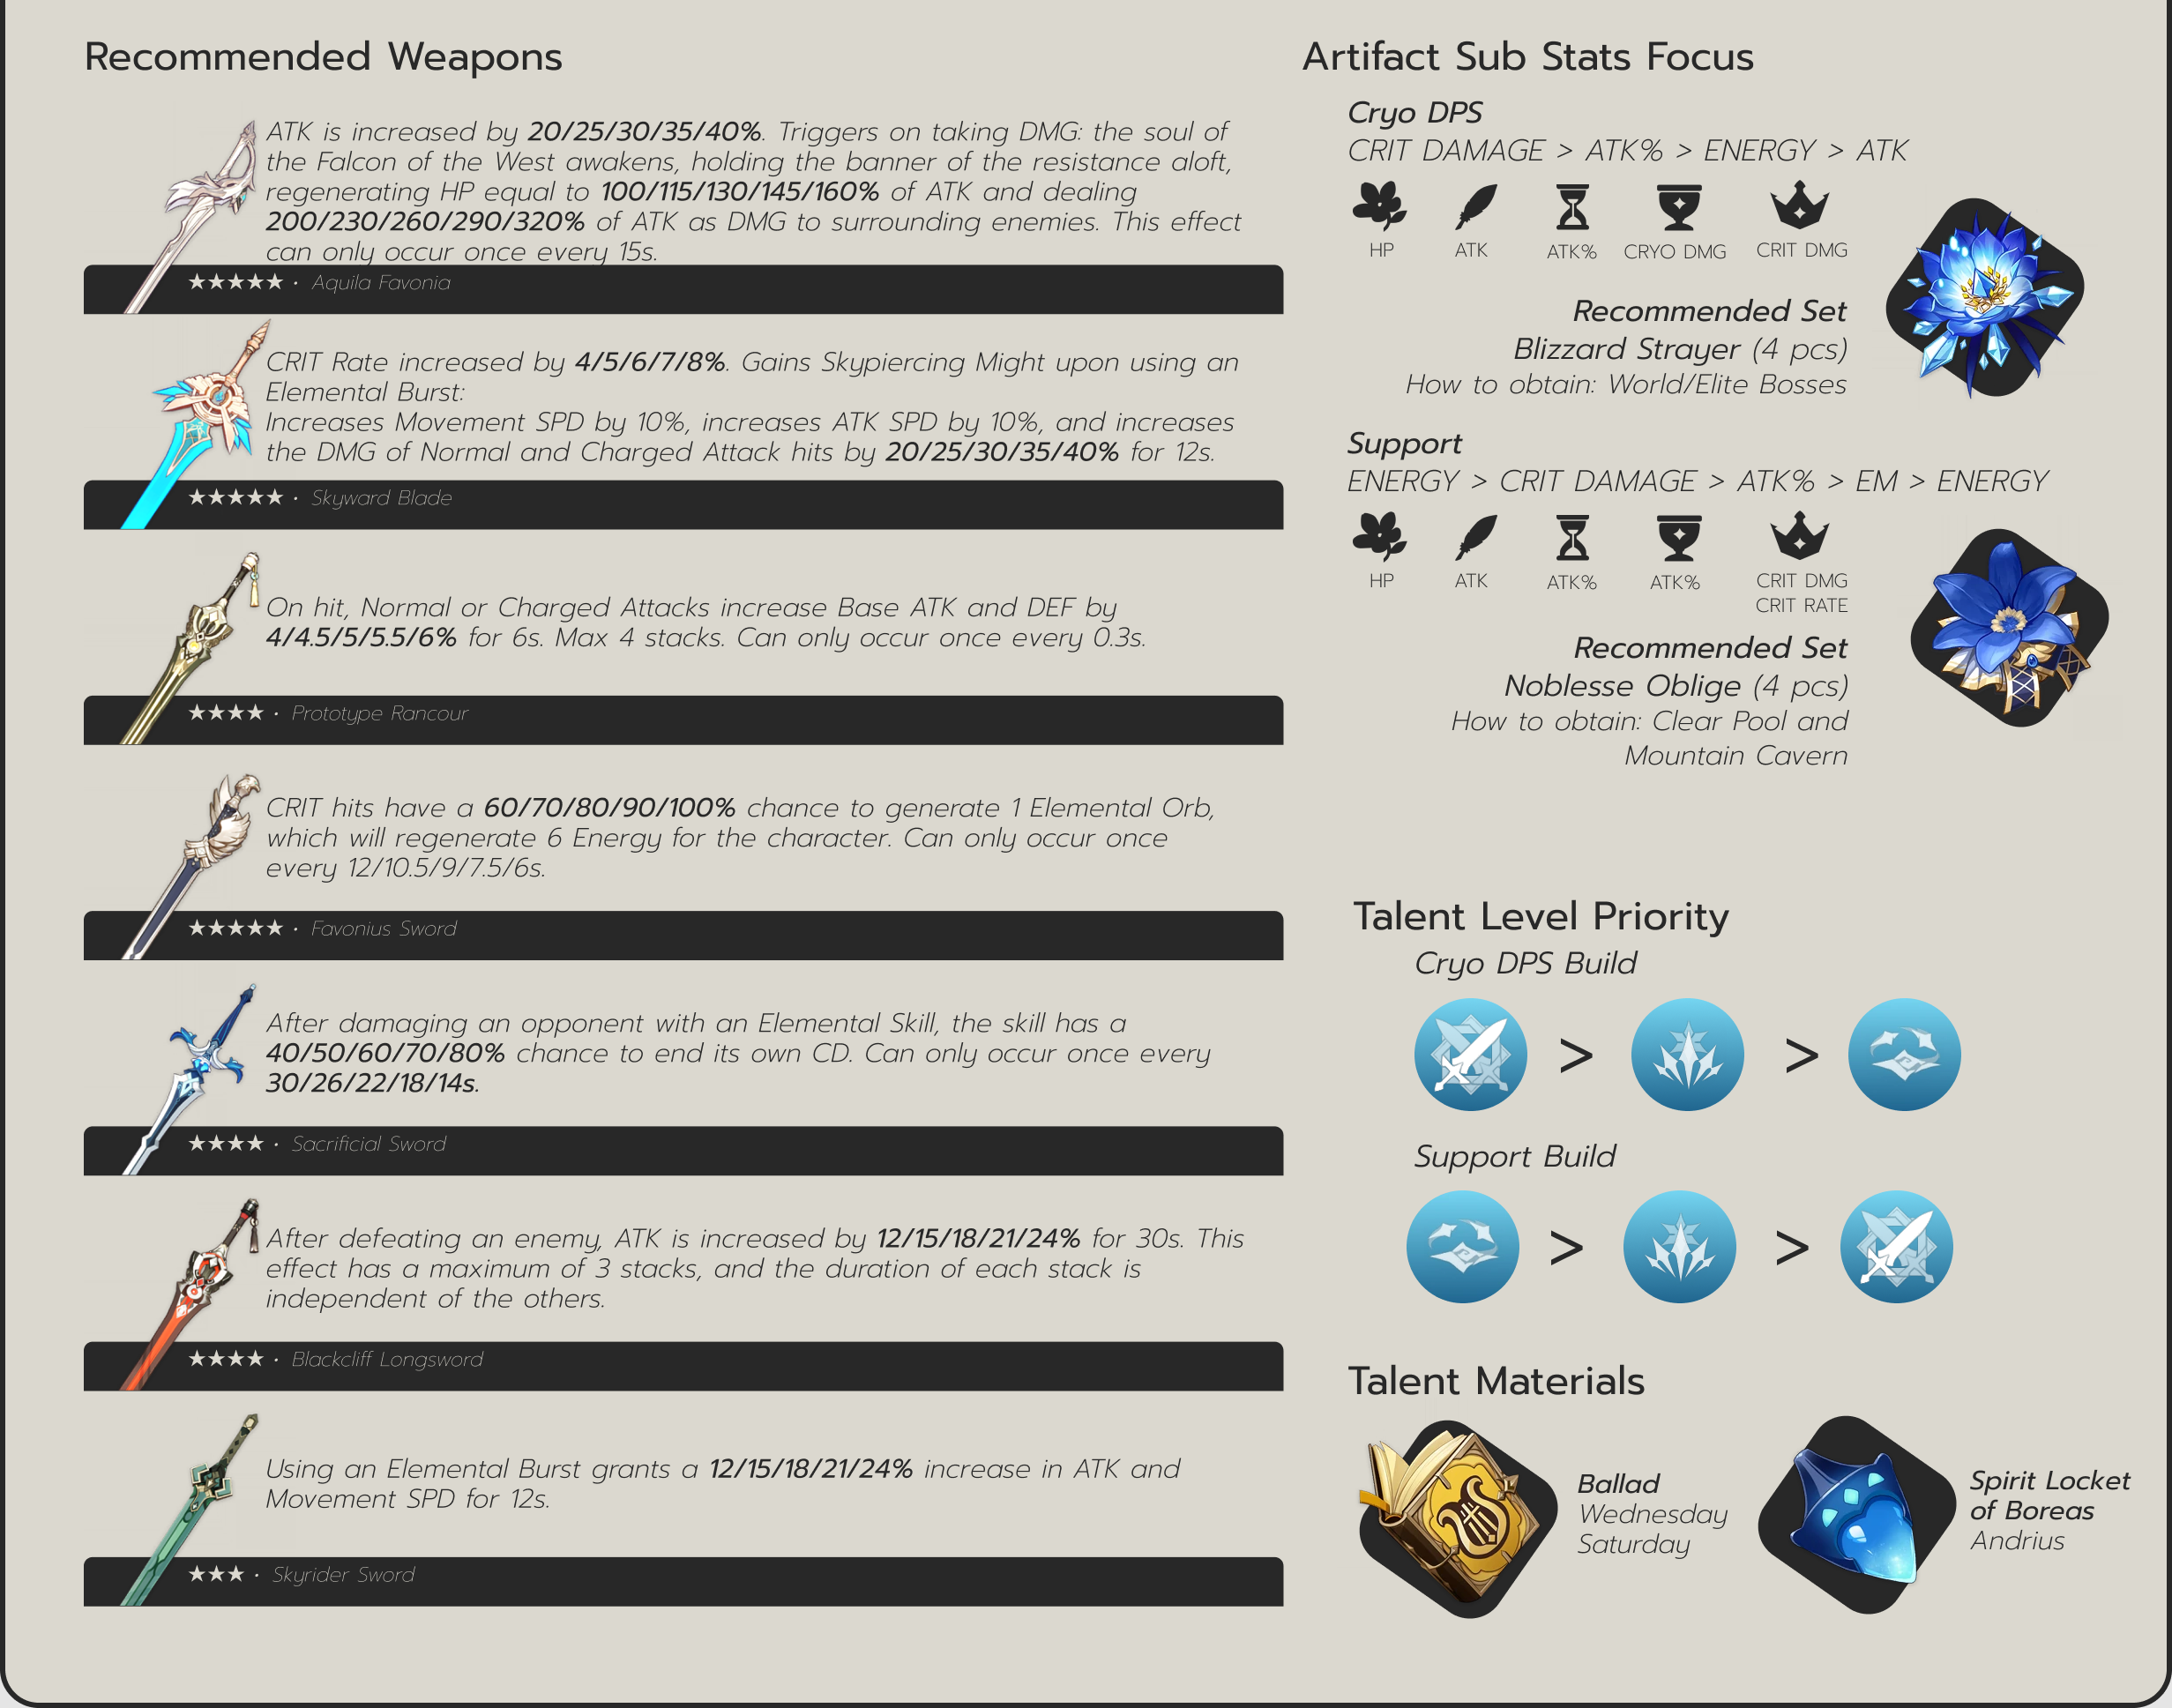 Recommended Weapons
ATK is increased by 20/25/30/35/40%. Triggers on taking DMG: the soul of
the Falcon of the West awakens, holding the banner of the resistance aloft,
regenerating HP equal to 100/115/130/145/160% of ATK and dealing
200/230/260/290/320% of ATK as DMG to surrounding enemies. This effect
can only occur once every 15s.
★★★★★ · Aquila Favonia
CRIT Rate increased by 4/5/6/7/8%. Gains Skypiercing Might upon using an
Elemental Burst:
Increases Movement SPD by 10%, increases ATK SPD by 10%, and increases
the DMG of Normal and Charged Attack hits by 20/25/30/35/40% for 12s.
★★★★★ · Skyward Blade
On hit, Normal or Charged Attacks increase Base ATK and DEF by
4/4.5/5/5.5/6% for 6s. Max 4 stacks. Can only occur once every 0.3s.
★★★★ · Prototype Rancour
CRIT hits have a 60/70/80/90/100% chance to generate 1 Elemental Orb,
which will regenerate 6 Energy for the character. Can only occur once
every 12/10.5/9/7.5/6s.
★★★★★ · Favonius Sword
After damaging an opponent with an Elemental Skill, the skill has a
40/50/60/70/80% chance to end its own CD. Can only occur once every
30/26/22/18/14s.
★★★★ · Sacrificial Sword
After defeating an enemy, ATK is increased by 12/15/18/21/24% for 30s. This
effect has a maximum of 3 stacks, and the duration of each stack is
independent of the others.
★★★★ · Blackcliff Longsword
Using an Elemental Burst grants a 12/15/18/21/24% increase in ATK and
Movement SPD for 12s.
★★★ · Skyrider Sword
Artifact Sub Stats Focus
Cryo DPS
CRIT DAMAGE > ATK% > ENERGY > ATK
HP ATK ATK% CRYO DMG CRIT DMG
Recommended Set
Blizzard Strayer (4 pcs)
How to obtain: World/Elite Bosses
Support
ENERGY > CRIT DAMAGE > ATK% > EM > ENERGY
HP ATK ATK% ATK% CRIT DMG
CRIT RATE
Recommended Set
Noblesse Oblige (4 pcs)
How to obtain: Clear Pool and
Mountain Cavern
Talent Level Priority
Cryo DPS Build
> >
Support Build
> >
Talent Materials
Ballad
Wednesday
Saturday
Spirit Locket
of Boreas
Andrius